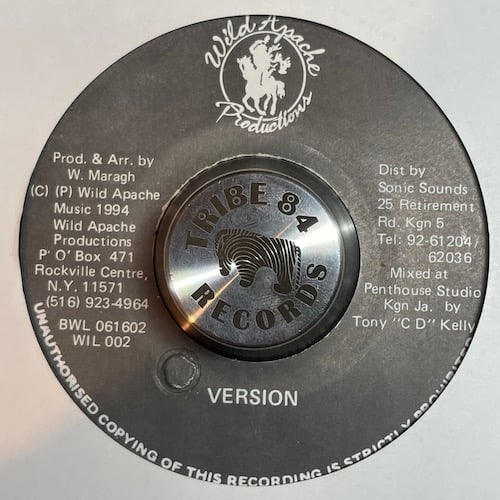 Wild Apache
Productions
Prod. & Arr. by
W. Maragh
(C) (P) Wild Apache
Music 1994
Wild Apache
Productions
P' O' Box 471
Rockville Centre,
N.Y. 11571
(516) 923-4964
BWL 061602
WIL 002
TRIBE 84
RECORDS
Dist by
Sonic Sounds
25 Retirement
Rd. Kgn 5
Tel: 92-61204/
62036
Mixed at
Penthouse Studio
Kgn Ja. by
Tony "C D" Kelly
VERSION
UNAUTHORISED COPYING OF THIS RECORDING IS STRICTLY PROHIBITED